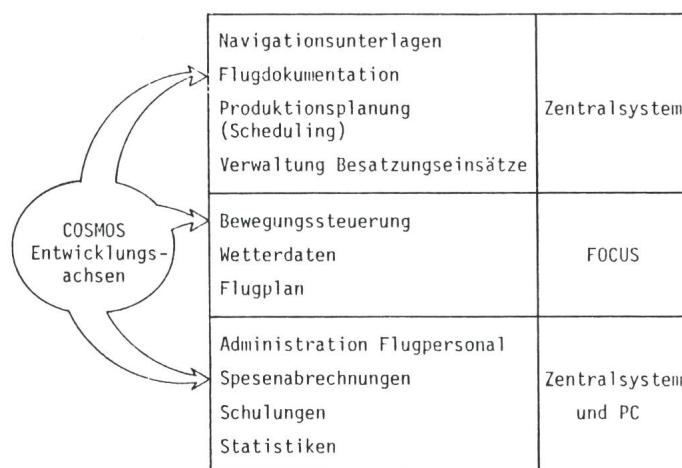 COSMOS
Entwicklungs-
achsen
Navigationsunterlagen
Flugdokumentation
Produktionsplanung
(Scheduling)
Verwaltung Besatzungseinsätze
Zentralsystem
Bewegungssteuerung
Wetterdaten
Flugplan
FOCUS
Administration Flugpersonal
Spesenabrechnungen
Schulungen
Statistiken
Zentralsystem
und PC